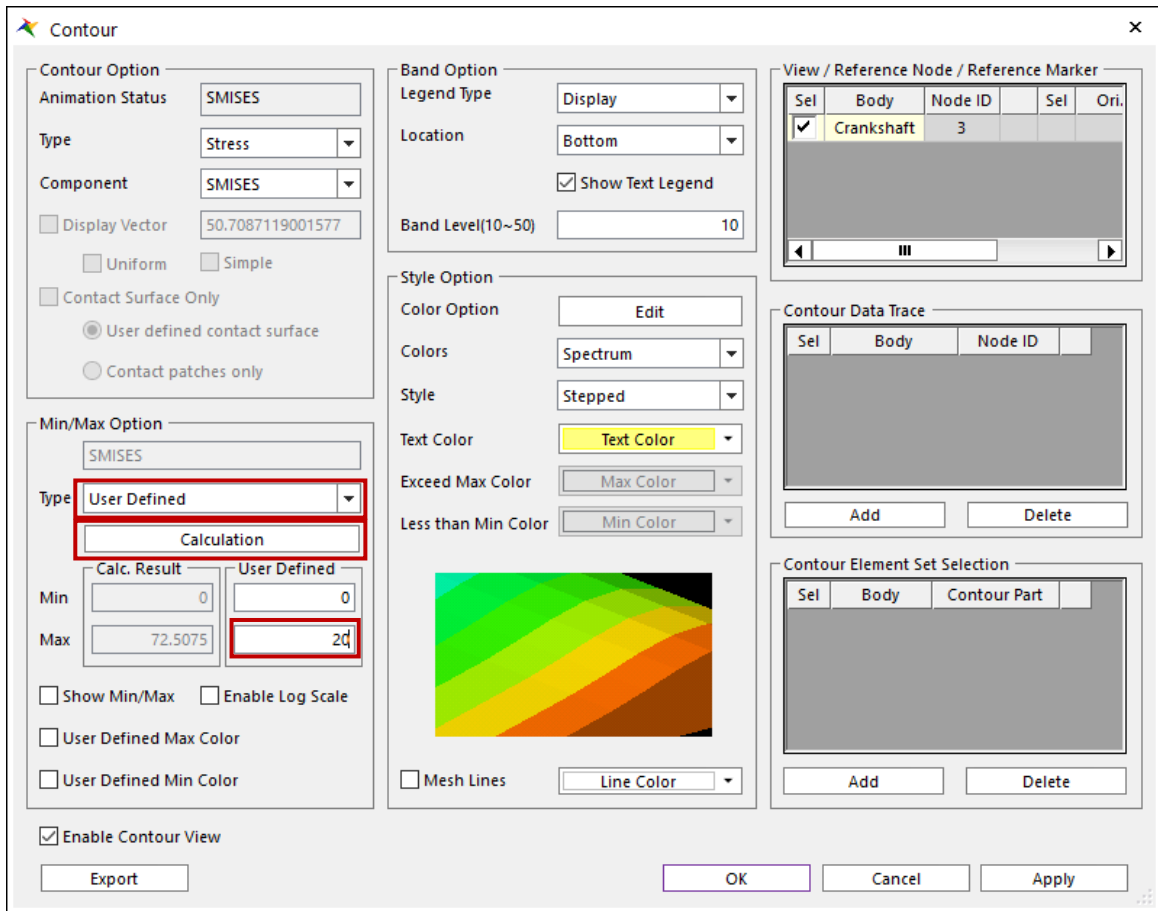 Contour
Contour Option
Animation Status SMISES
Type Stress
Component SMISES
Display Vector 50.7087119001577
Uniform Simple
Contact Surface Only
User defined contact surface
Contact patches only
Min/Max Option
SMISES
Type User Defined
Calculation
Calc. Result User Defined
Min 0 0
Max 72.5075 20
Show Min/Max Enable Log Scale
User Defined Max Color
User Defined Min Color
Enable Contour View
Export
Band Option
Legend Type Display
Location Bottom
Show Text Legend
Band Level(10~50) 10
Style Option
Color Option Edit
Colors Spectrum
Style Stepped
Text Color Text Color
Exceed Max Color Max Color
Less than Min Color Min Color
Mesh Lines Line Color
View / Reference Node / Reference Marker
Sel Body Node ID Sel Ori.
Crankshaft 3
Contour Data Trace
Sel Body Node ID
Add Delete
Contour Element Set Selection
Sel Body Contour Part
Add Delete
OK Cancel Apply